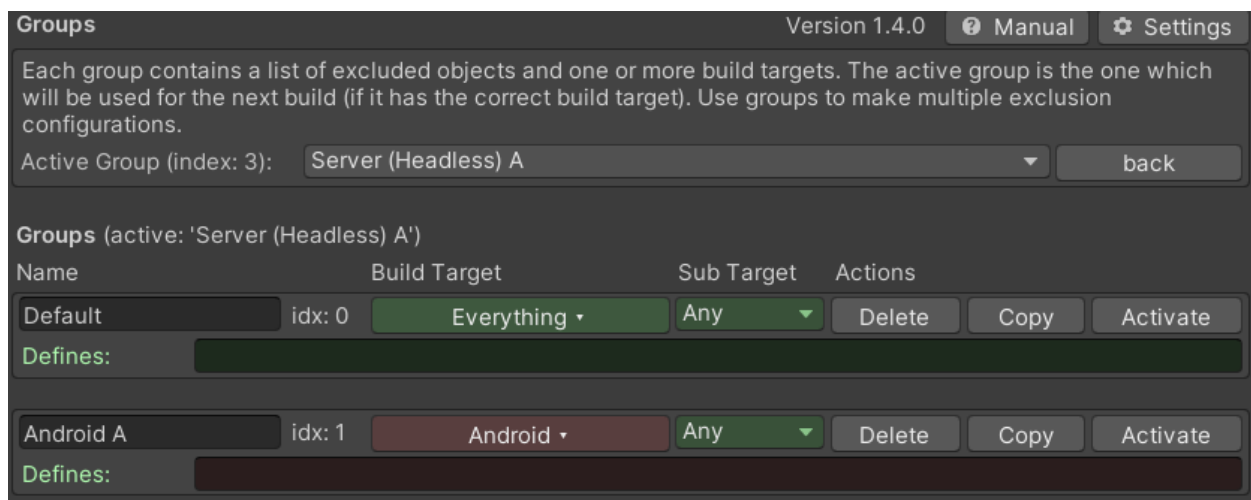 Groups Version 1.4.0 Manual Settings
Each group contains a list of excluded objects and one or more build targets. The active group is the one which
will be used for the next build (if it has the correct build target). Use groups to make multiple exclusion
configurations.
Active Group (index: 3): Server (Headless) A back
Groups (active: 'Server (Headless) A')
Name Build Target Sub Target Actions
Default idx: 0 Everything Any Delete Copy Activate
Defines:
Android A idx: 1 Android Any Delete Copy Activate
Defines: